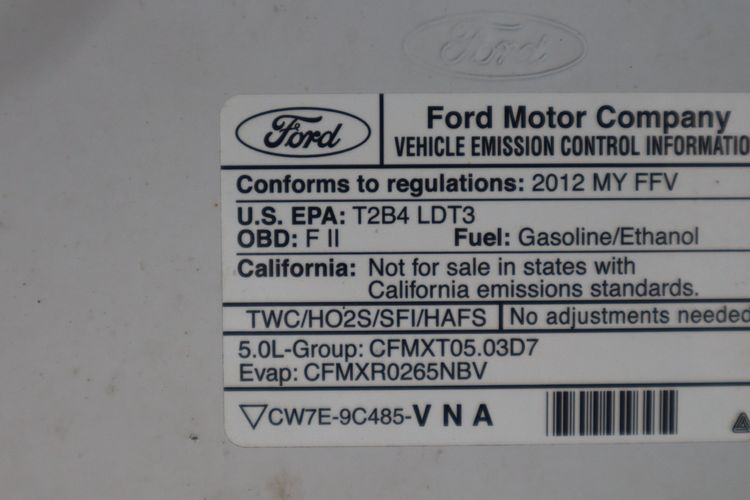 Ford
Ford
Ford Motor Company
VEHICLE EMISSION CONTROL INFORMATIO
Conforms to regulations: 2012 MY FFV
U.S. EPA: T2B4 LDT3
OBD: F II Fuel: Gasoline/Ethanol
California: Not for sale in states with
California emissions standards.
TWC/HO2S/SFI/HAFS No adjustments needed
5.0L-Group: CFMXT05.03D7
Evap: CFMXR0265NBV
CW7E-9C485-VNA